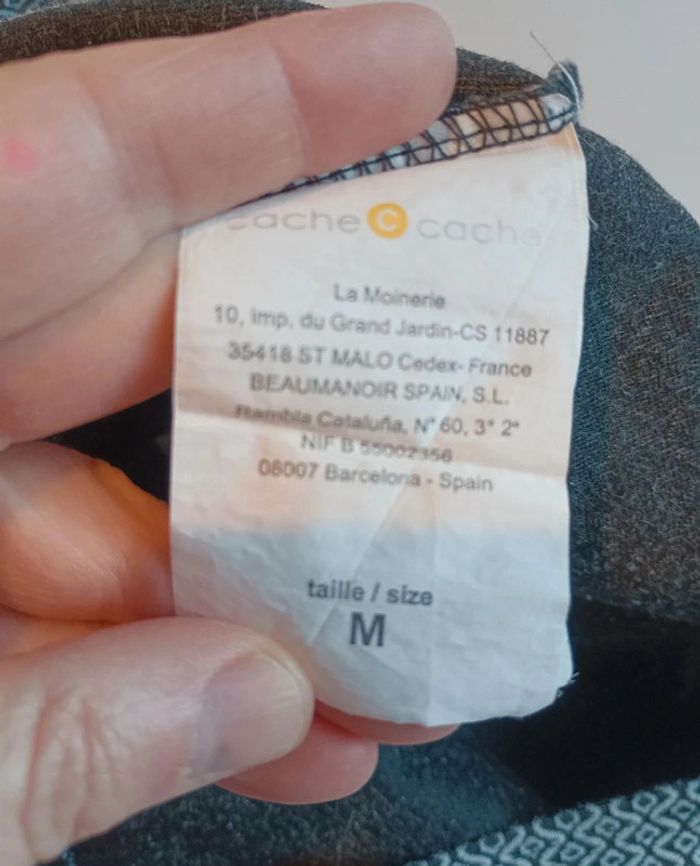 cache C cache
La Moinerie
10, imp. du Grand Jardin-CS 11887
35418 ST MALO Cedex- France
BEAUMANOIR SPAIN, S.L.
Rambla Cataluña, N° 60, 3° 2ª
NIF B 55002356
08007 Barcelona - Spain
taille / size
M